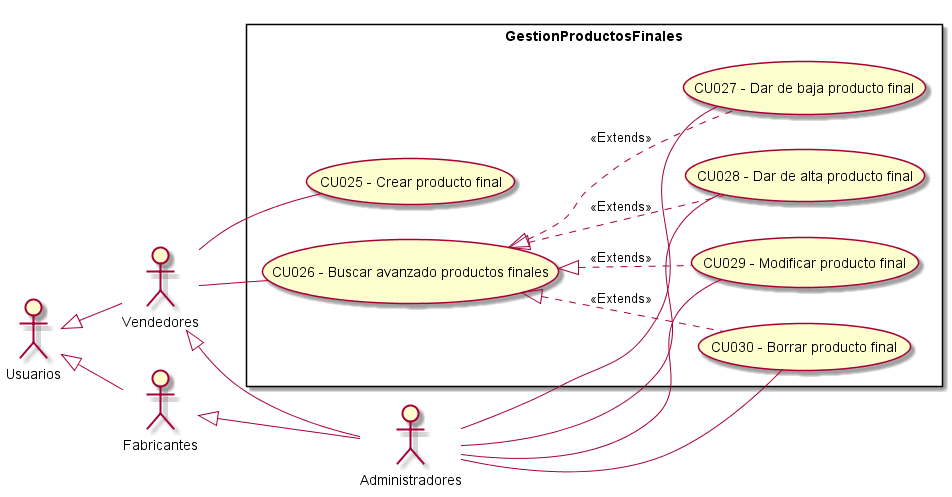 GestionProductosFinales
CU027 - Dar de baja producto final
«Extends»
CU028 - Dar de alta producto final
CU025 - Crear producto final
«Extends»
CU026 - Buscar avanzado productos finales
«Extends»
CU029 - Modificar producto final
«Extends»
Vendedores
CU030 - Borrar producto final
Usuarios
Fabricantes
Administradores